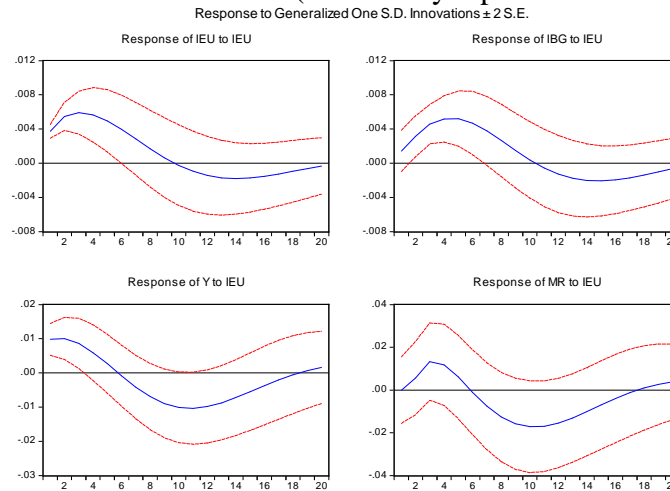 Response to Generalized One S.D. Innovations ± 2 S.E.
Response of IEU to IEU
Response of IBG to IEU
.012
.008
.004
.000
-.004
-.008
2 4 6 8 10 12 14 16 18 20
.012
.008
.004
.000
-.004
-.008
2 4 6 8 10 12 14 16 18
Response of Y to IEU
Response of MR to IEU
.02
.01
.00
-.01
-.02
-.03
2 4 6 8 10 12 14 16 18 20
.04
.02
.00
-.02
-.04
2 4 6 8 10 12 14 16 18